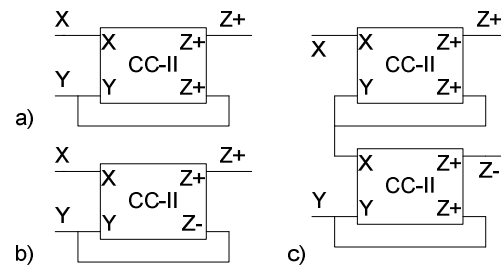 X Z+
X Z+
CC-II
Y Y Z+
a)
X Z+
X Z+
CC-II
Y Y Z-
b)
Z+
X X Z+
CC-II
Y Z+
X Z+
Z-
CC-II
Y Y Z+
c)